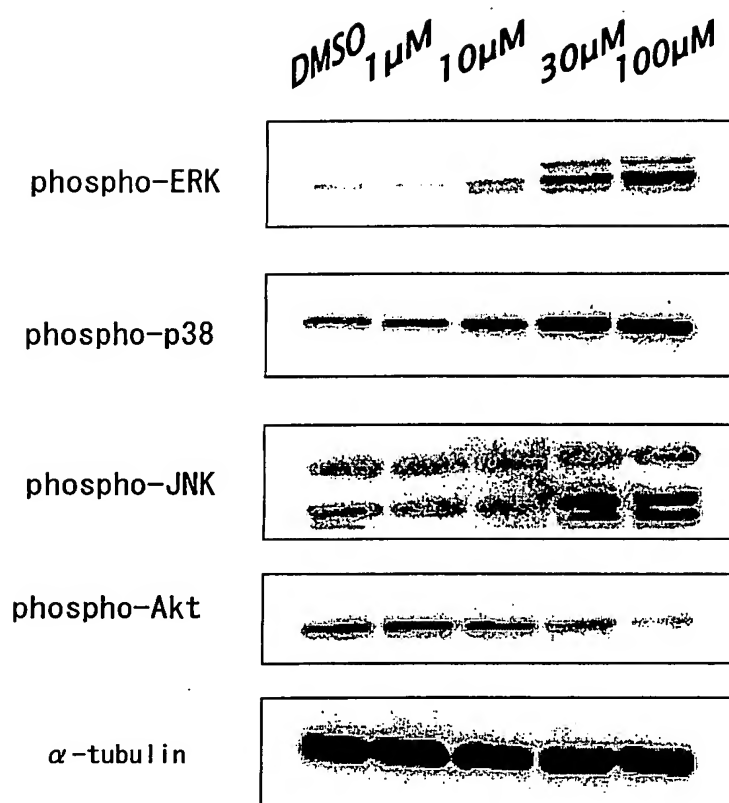 DMSO 1μM 10μM 30μM 100μM
phospho-ERK
phospho-p38
phospho-JNK
phospho-Akt
α-tubulin